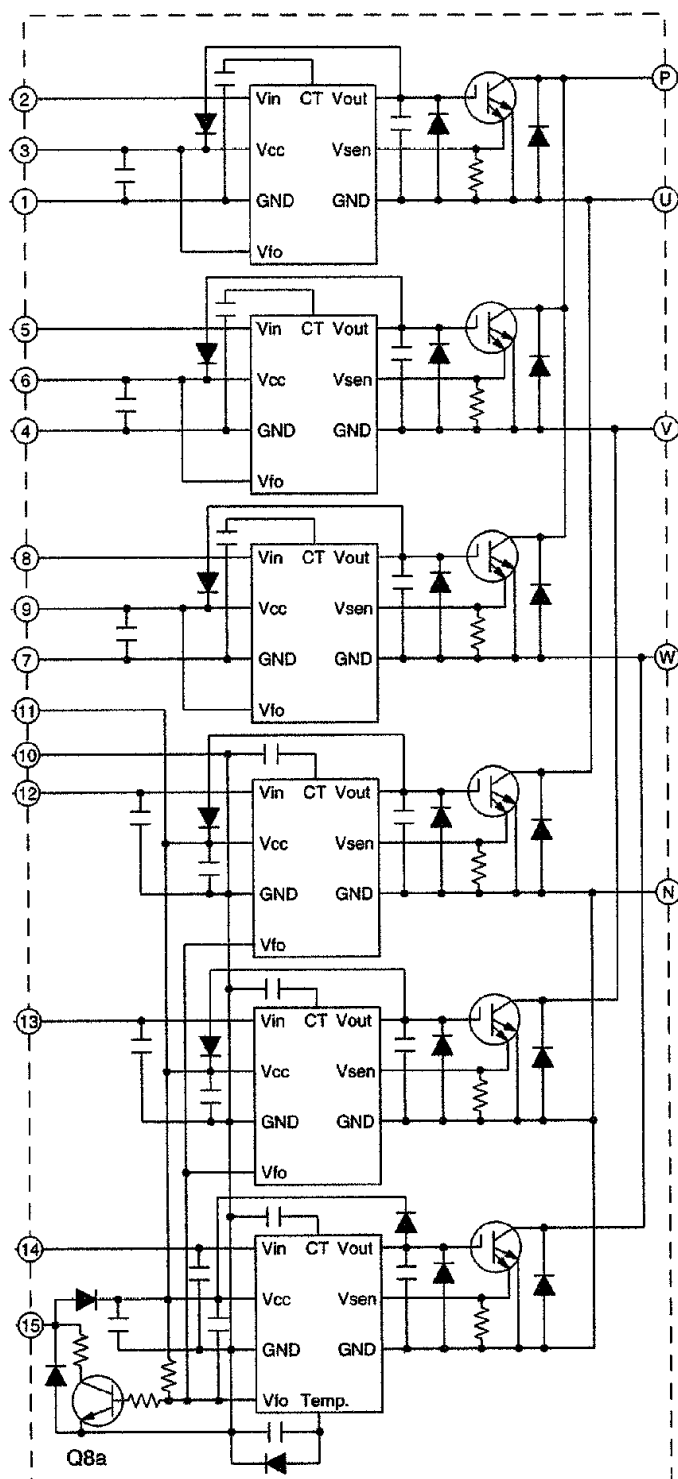 P
2 Vin CT Vout
3 Vcc Vsen
1 GND GND U
Vfo
5 Vin CT Vout
6 Vcc Vsen
4 GND GND V
Vfo
8 Vin CT Vout
9 Vcc Vsen
7 GND GND W
11 Vfo
10
12 Vin CT Vout
Vcc Vsen
GND GND N
Vfo
13 Vin CT Vout
Vcc Vsen
GND GND
Vfo
14 Vin CT Vout
Vcc Vsen
15
GND GND
Vfo Temp.
Q8a